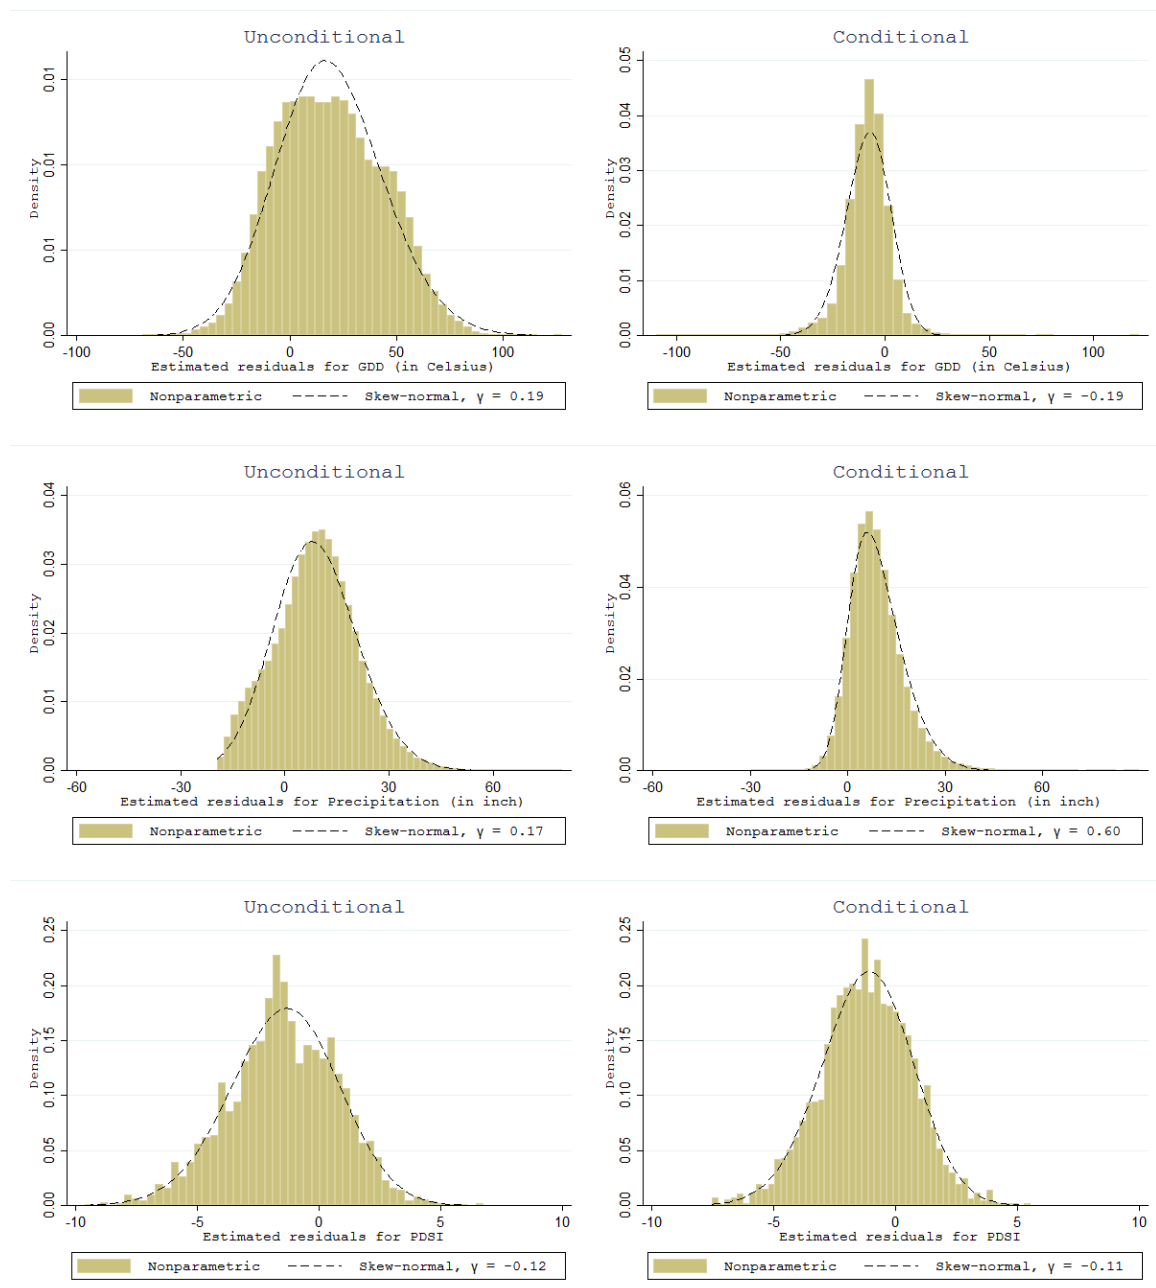 Unconditional
Density
0.00 0.01 0.01 0.01
-100 -50 0 50 100
Estimated residuals for GDD (in Celsius)
Nonparametric Skew-normal, γ = 0.19
Conditional
Density
0.00 0.01 0.02 0.03 0.04 0.05
-100 -50 0 50 100
Estimated residuals for GDD (in Celsius)
Nonparametric Skew-normal, γ = -0.19
Unconditional
Density
0.00 0.01 0.02 0.03 0.04
-60 -30 0 30 60
Estimated residuals for Precipitation (in inch)
Nonparametric Skew-normal, γ = 0.17
Conditional
Density
0.00 0.02 0.04 0.06
-60 -30 0 30 60
Estimated residuals for Precipitation (in inch)
Nonparametric Skew-normal, γ = 0.60
Unconditional
Density
0.00 0.05 0.10 0.15 0.20 0.25
-10 -5 0 5 10
Estimated residuals for PDSI
Nonparametric Skew-normal, γ = -0.12
Conditional
Density
0.00 0.05 0.10 0.15 0.20 0.25
-10 -5 0 5 10
Estimated residuals for PDSI
Nonparametric Skew-normal, γ = -0.11